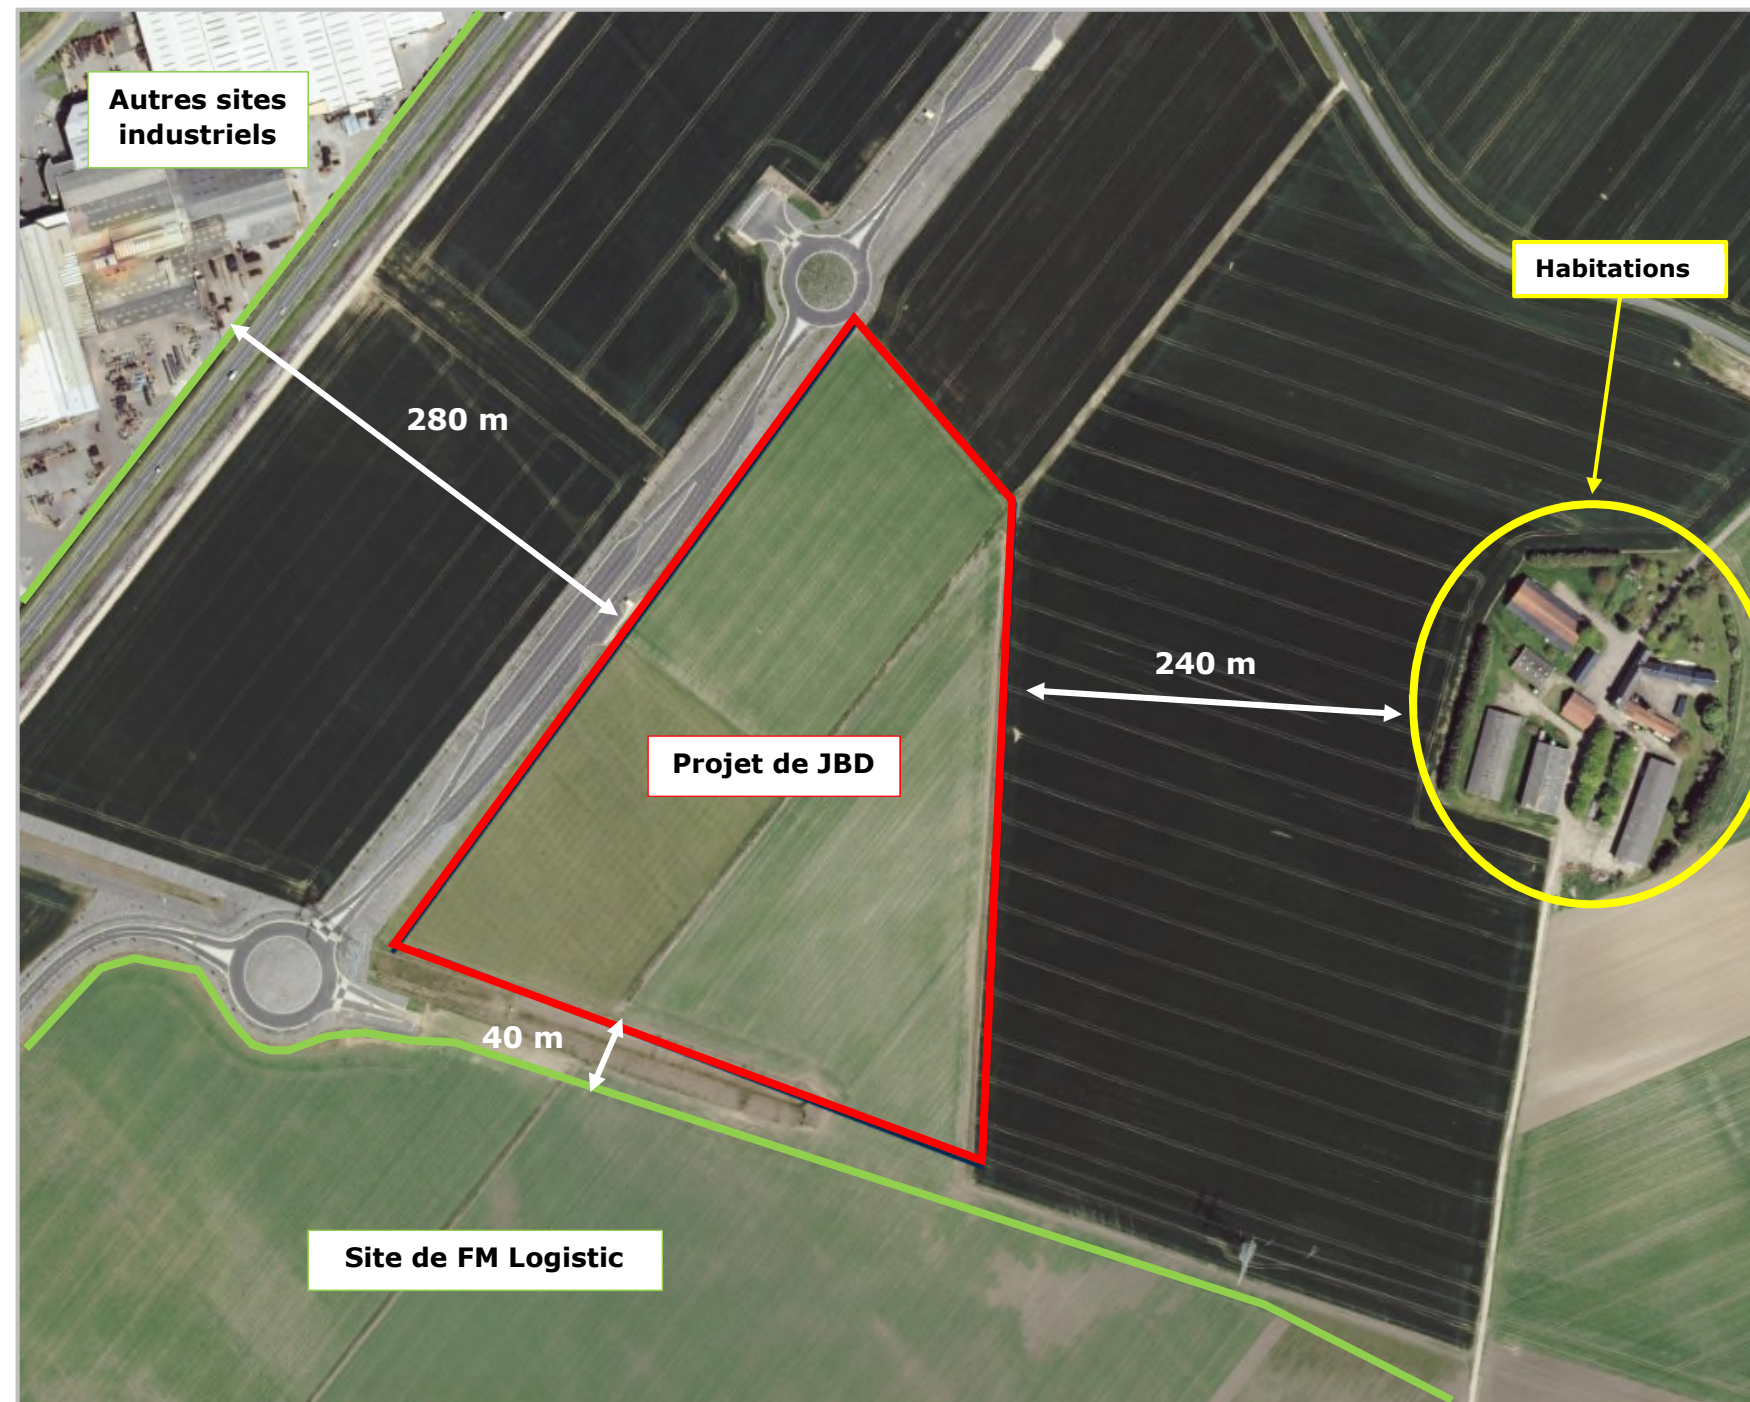 Autres sites
industriels
Habitations
280 m
240 m
Projet de JBD
40 m
Site de FM Logistic